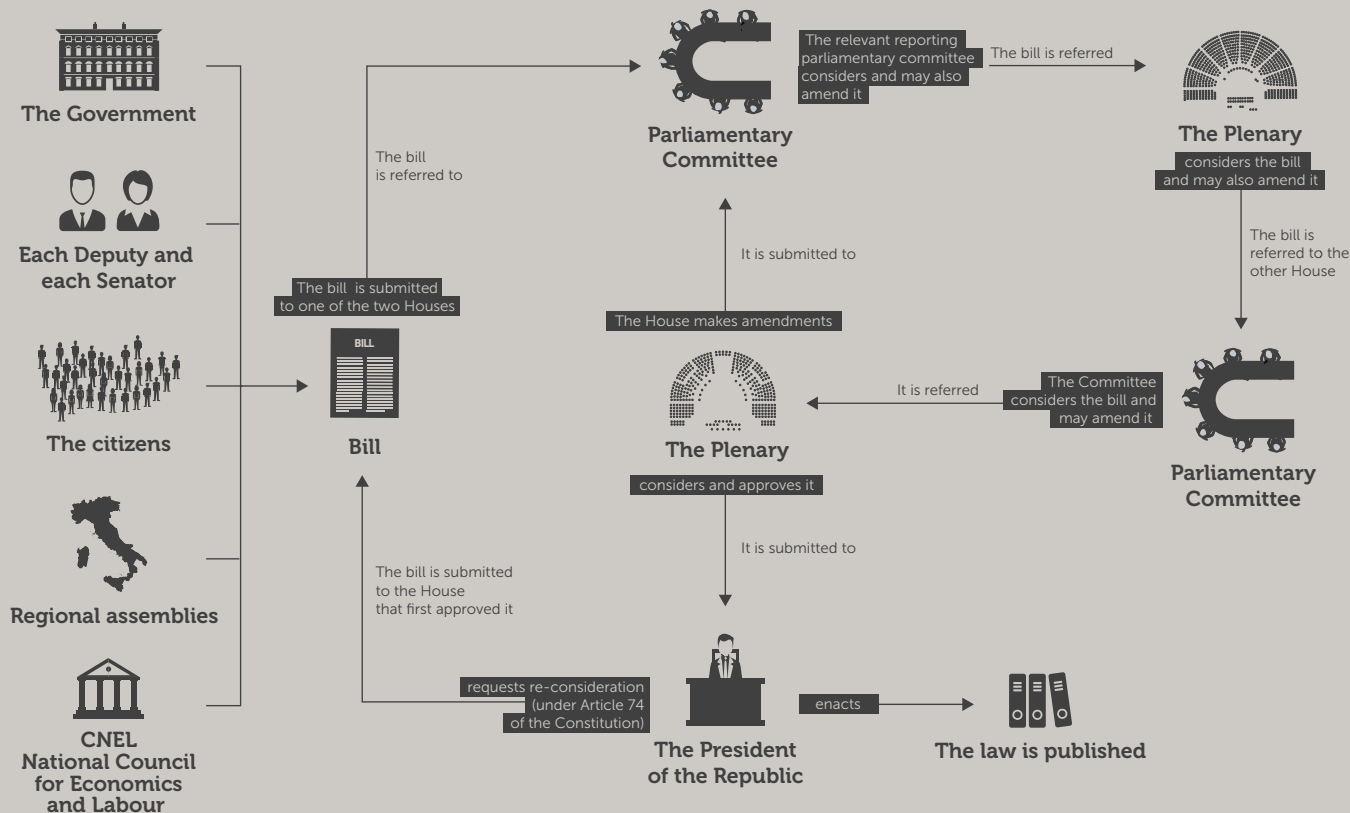 The Government
Each Deputy and
each Senator
The citizens
Regional assemblies
CNEL
National Council
for Economics
and Labour
The bill is submitted
to one of the two Houses
BILL
Bill
The bill
is referred to
Parliamentary
Committee
The relevant reporting
parliamentary committee
considers and may also
amend it
The bill is referred
The Plenary
considers the bill
and may also amend it
The bill is
referred to the
other House
Parliamentary
Committee
The Committee
considers the bill and
may amend it
It is referred
The Plenary
The House makes amendments
It is submitted to
considers and approves it
It is submitted to
The President
of the Republic
requests re-consideration
(under Article 74
of the Constitution)
The bill is submitted
to the House
that first approved it
enacts
The law is published